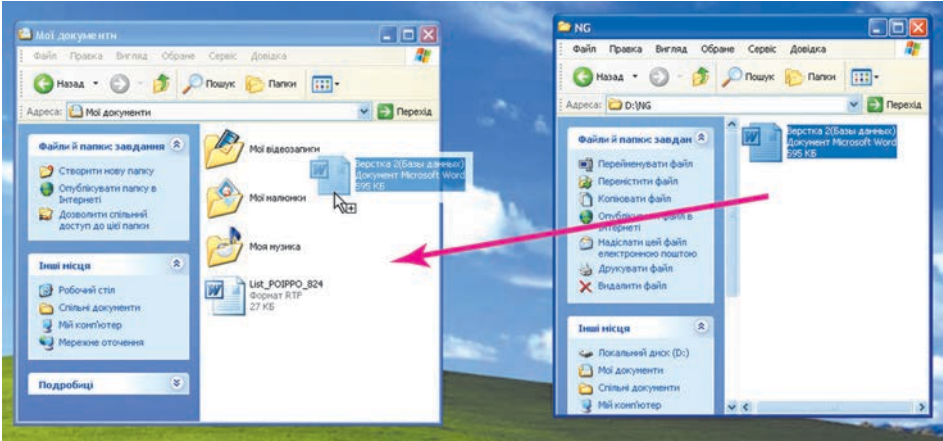 Мої документи
Файл Правка Вигляд Обране Сервіс Довідка
Назад Пошук Папки
Адреса: Мої документи Перехід
Файли й папки: завдання
Створити нову папку
Опублікувати папку в
Інтернеті
Дозволити спільний
доступ до цієї папки
Інші місця
Робочий стіл
Спільні документи
Мій комп'ютер
Мережне оточення
Подробиці
Мої відеозаписи
Мої малюнки
Моя музика
List_POIPPO_824
Формат RTF
27 КБ
Верстка 2(Базы данных)
Документ Microsoft Word
595 КБ
NG
Файл Правка Вигляд Обране Сервіс Довідка
Назад Пошук Папки
Адреса: D:\NG Перехід
Файли й папки: завдан
Перейменувати файл
Перемістити файл
Копіювати файл
Опублікувати файл в
Інтернеті
Надіслати цей файл
електронною поштою
Друкувати файл
Видалити файл
Інші місця
Локальний диск (D:)
Мої документи
Спільні документи
Мій комп'ютер
Верстка 2(Базы данных)
Документ Microsoft Word
595 КБ